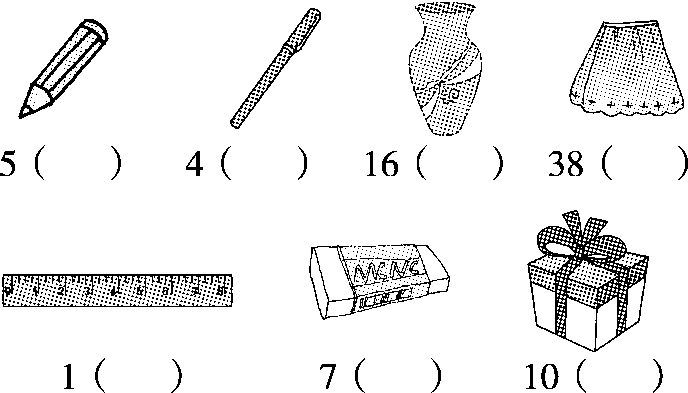 5（　　） 4（　　） 16（　　） 38（　　）
1（　　） 7（　　） 10（　　）